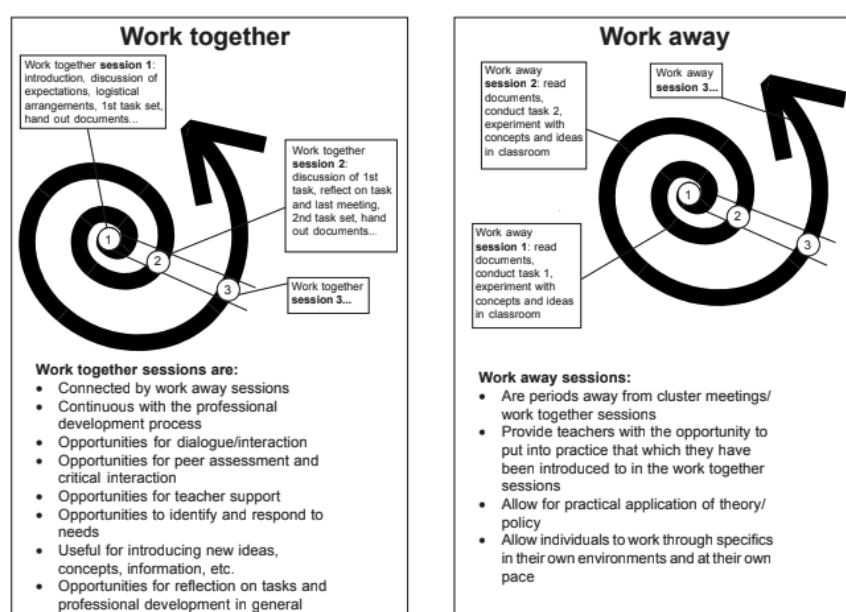 Work together
Work together session 1:
introduction, discussion of
expectations, logistical
arrangements, 1st task set,
hand out documents...
Work together
session 2:
discussion of 1st
task, reflect on task
and last meeting,
2nd task set, hand
out documents...
1
2
3
Work together
session 3...
Work together sessions are:
• Connected by work away sessions
• Continuous with the professional
development process
• Opportunities for dialogue/interaction
• Opportunities for peer assessment and
critical interaction
• Opportunities for teacher support
• Opportunities to identify and respond to
needs
• Useful for introducing new ideas,
concepts, information, etc.
• Opportunities for reflection on tasks and
professional development in general
Work away
Work away
session 2: read
documents,
conduct task 2,
experiment with
concepts and ideas
in classroom
Work away
session 3...
1
2
3
Work away
session 1: read
documents,
conduct task 1,
experiment with
concepts and ideas
in classroom
Work away sessions:
• Are periods away from cluster meetings/
work together sessions
• Provide teachers with the opportunity to
put into practice that which they have
been introduced to in the work together
sessions
• Allow for practical application of theory/
policy
• Allow individuals to work through specifics
in their own environments and at their own
pace